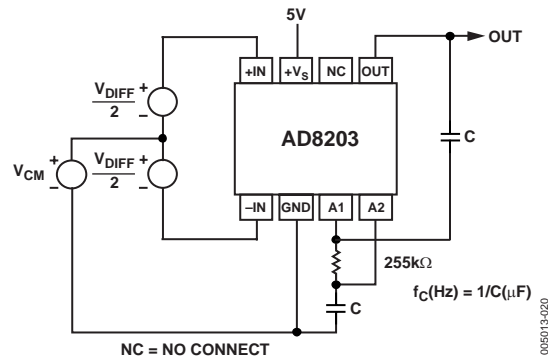 5V
OUT
+IN
+VS
NC
OUT
AD8203
VDIFF
2
+
−
C
VCM
+
−
VDIFF
2
+
−
−IN
GND
A1
A2
255kΩ
fC(Hz) = 1/C(μF)
C
NC = NO CONNECT
005013-020